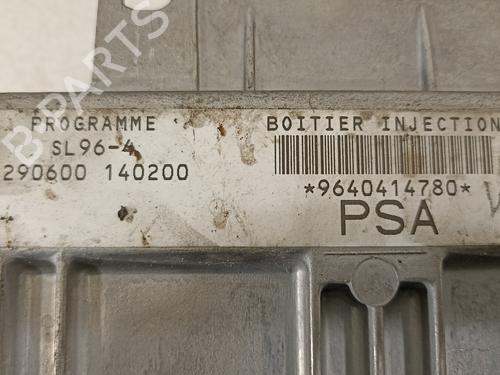 B-PARTS
PROGRAMME
SL96-4
290600 140200
BOITIER INJECTION
*9640414780*
PSA